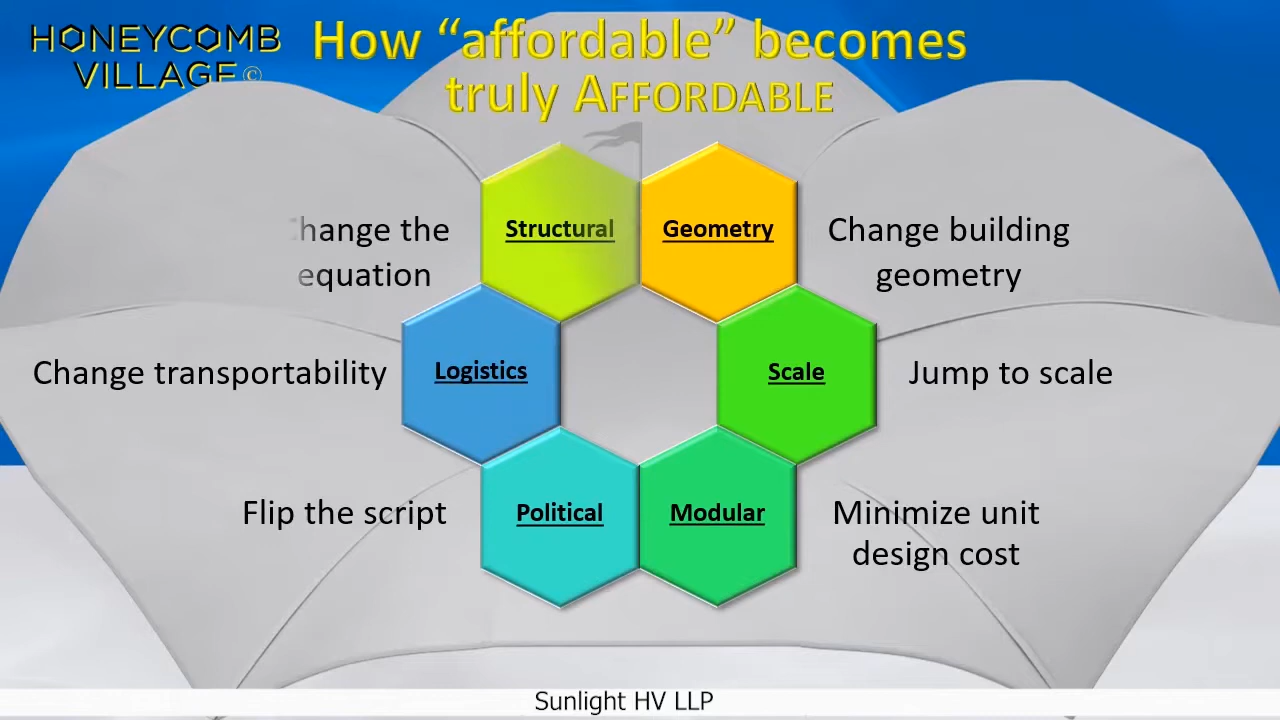 HONEYCOMB
VILLAGE©
How “affordable” becomes
truly AFFORDABLE
Change the
equation
Structural
Geometry
Change building
geometry
Change transportability
Logistics
Scale
Jump to scale
Flip the script
Political
Modular
Minimize unit
design cost
Sunlight HV LLP